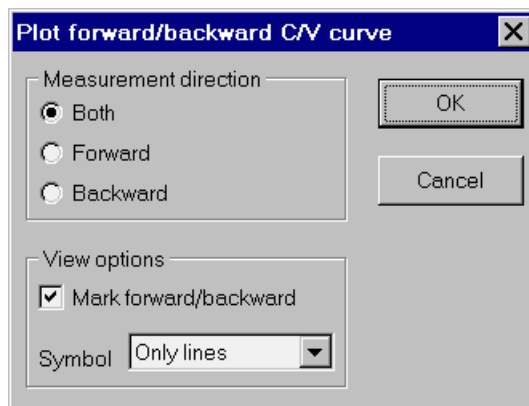 Plot forward/backward C/V curve
Measurement direction
Both
Forward
Backward
OK
Cancel
View options
Mark forward/backward
Symbol Only lines